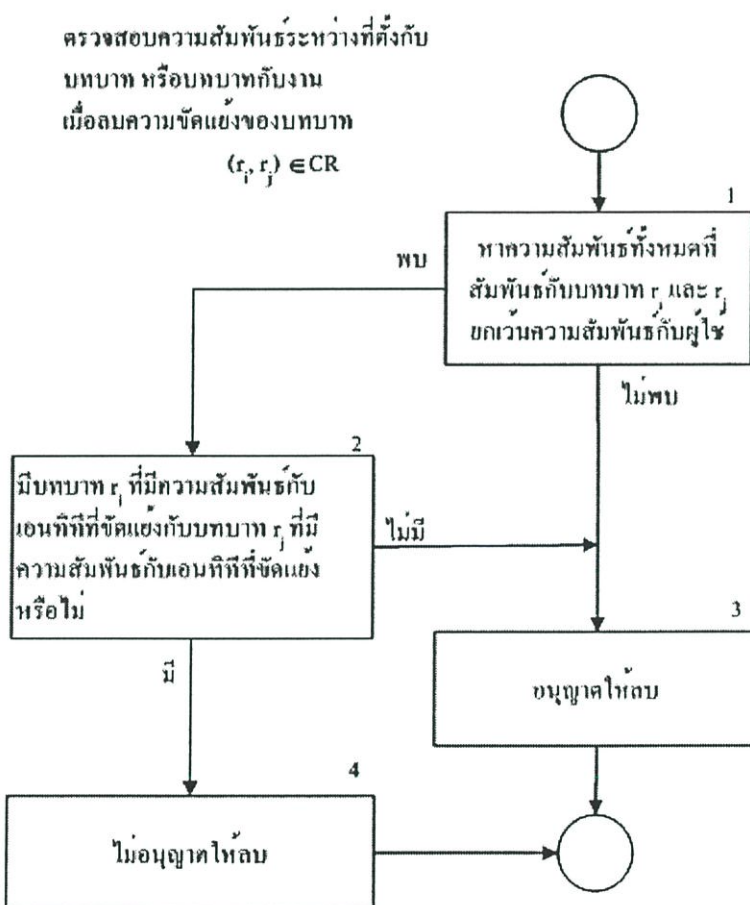 ตรวจสอบความสัมพันธ์ระหว่างที่ตั้งกับ
บทบาท หรือบทบาทกับงาน
เมื่อลบความขัดแย้งของบทบาท
(r_i, r_j) ∈ CR
1
หาความสัมพันธ์ทั้งหมดที่
สัมพันธ์กับบทบาท r_i และ r_j
ยกเว้นความสัมพันธ์กับผู้ใช้
พบ
ไม่พบ
2
มีบทบาท r_i ที่มีความสัมพันธ์กับ
เอนทิทีที่ขัดแย้งกับบทบาท r_j ที่มี
ความสัมพันธ์กับเอนทิทีที่ขัดแย้ง
หรือไม่
ไม่มี
มี
3
อนุญาตให้ลบ
4
ไม่อนุญาตให้ลบ